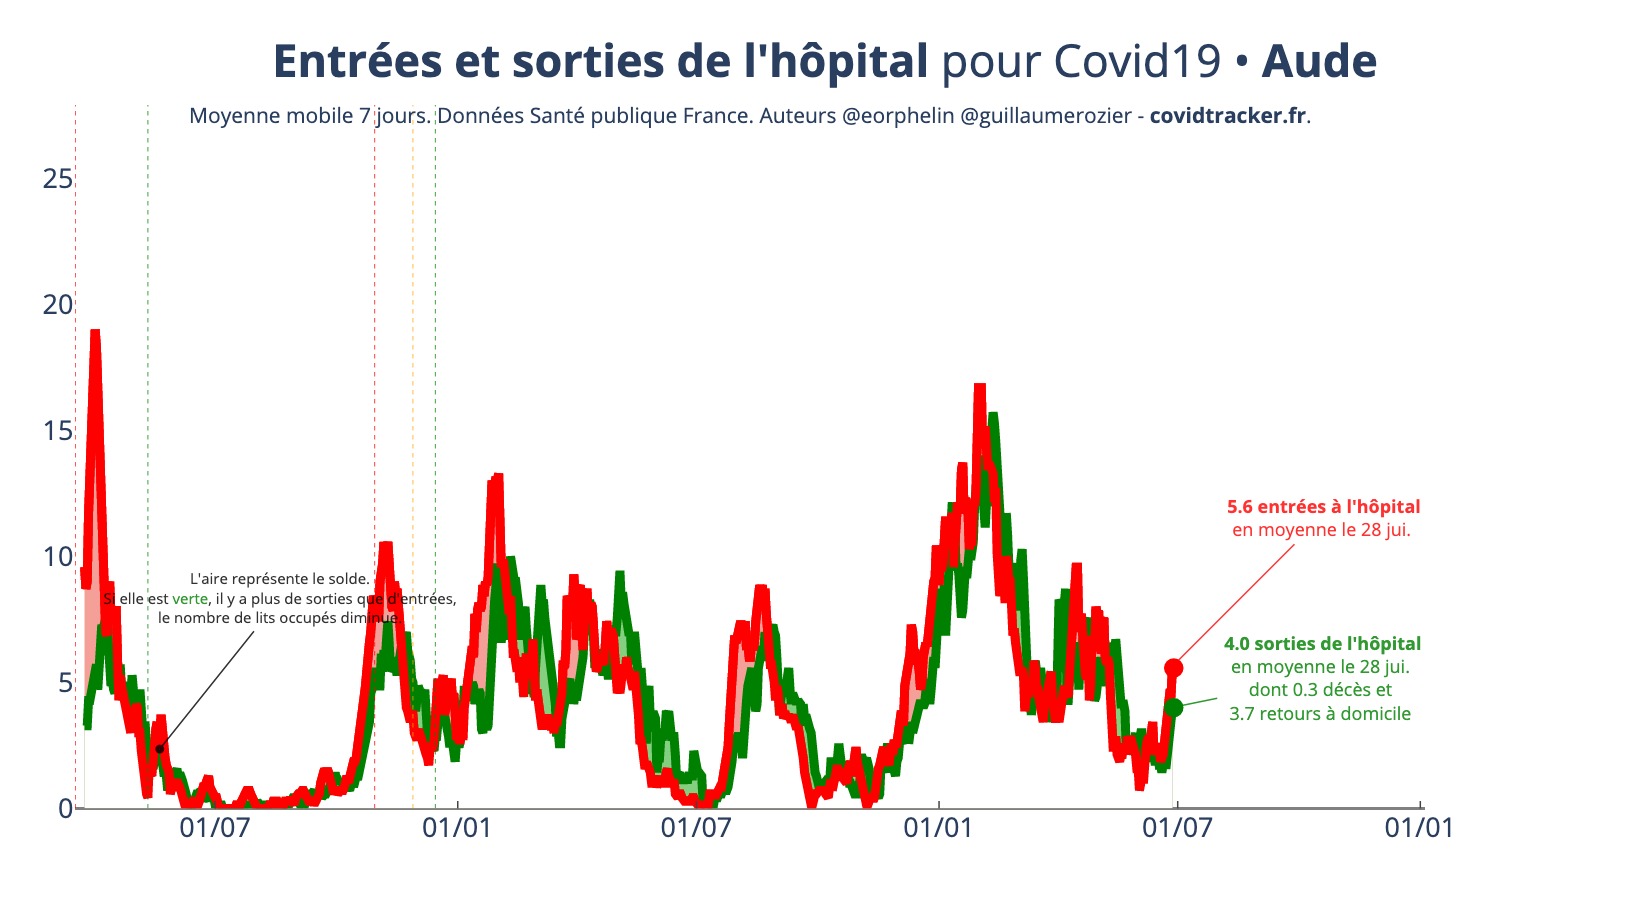 Entrées et sorties de l'hôpital pour Covid19 • Aude
Moyenne mobile 7 jours. Données Santé publique France. Auteurs @eorphelin @guillaumerozier - covidtracker.fr.
25
20
15
10
5
0
L'aire représente le solde.
Si elle est verte, il y a plus de sorties que d'entrées,
le nombre de lits occupés diminue.
5.6 entrées à l'hôpital
en moyenne le 28 jui.
4.0 sorties de l'hôpital
en moyenne le 28 jui.
dont 0.3 décès et
3.7 retours à domicile
01/07
01/01
01/07
01/01
01/07
01/01